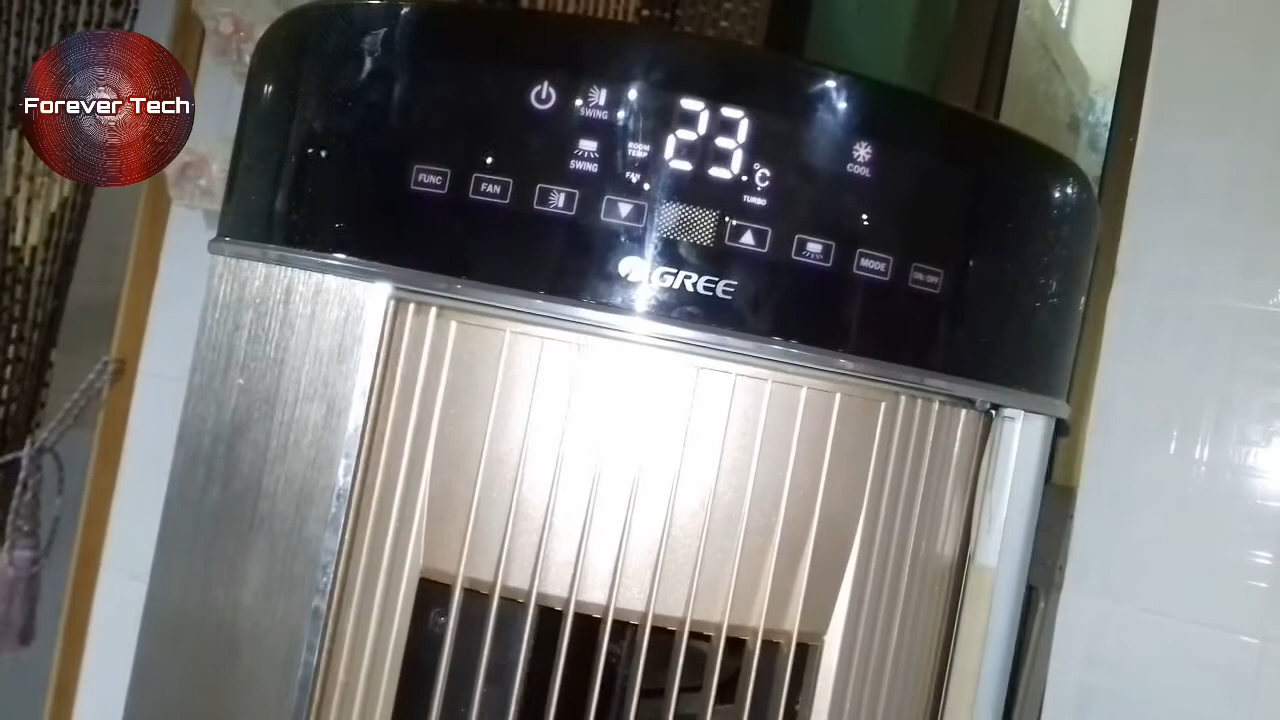 Forever Tech
SWING
SWING
ROOM TEMP
FAN
23.°C
TURBO
COOL
FUNC
FAN
MODE
ON/OFF
GREE